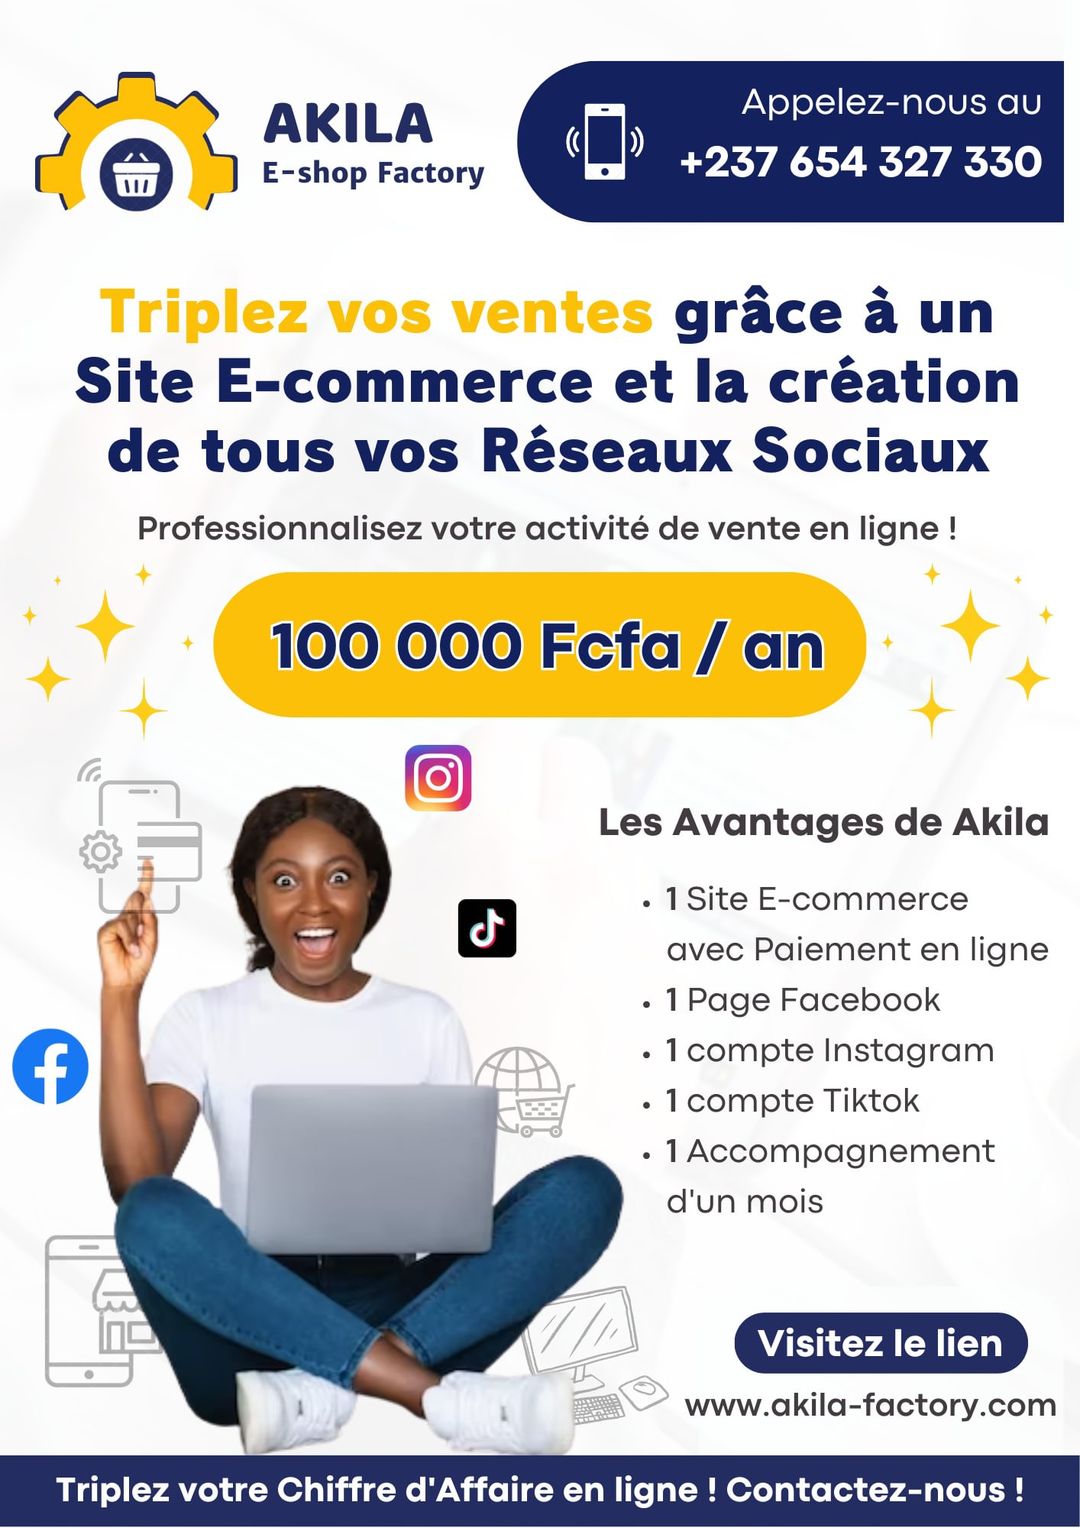 AKILA
E-shop Factory
Appelez-nous au
+237 654 327 330
Triplez vos ventes grâce à un
Site E-commerce et la création
de tous vos Réseaux Sociaux
Professionnalisez votre activité de vente en ligne !
100 000 Fcfa / an
Les Avantages de Akila
• 1 Site E-commerce
avec Paiement en ligne
• 1 Page Facebook
• 1 compte Instagram
• 1 compte Tiktok
• 1 Accompagnement
d'un mois
Visitez le lien
www.akila-factory.com
Triplez votre Chiffre d'Affaire en ligne ! Contactez-nous !